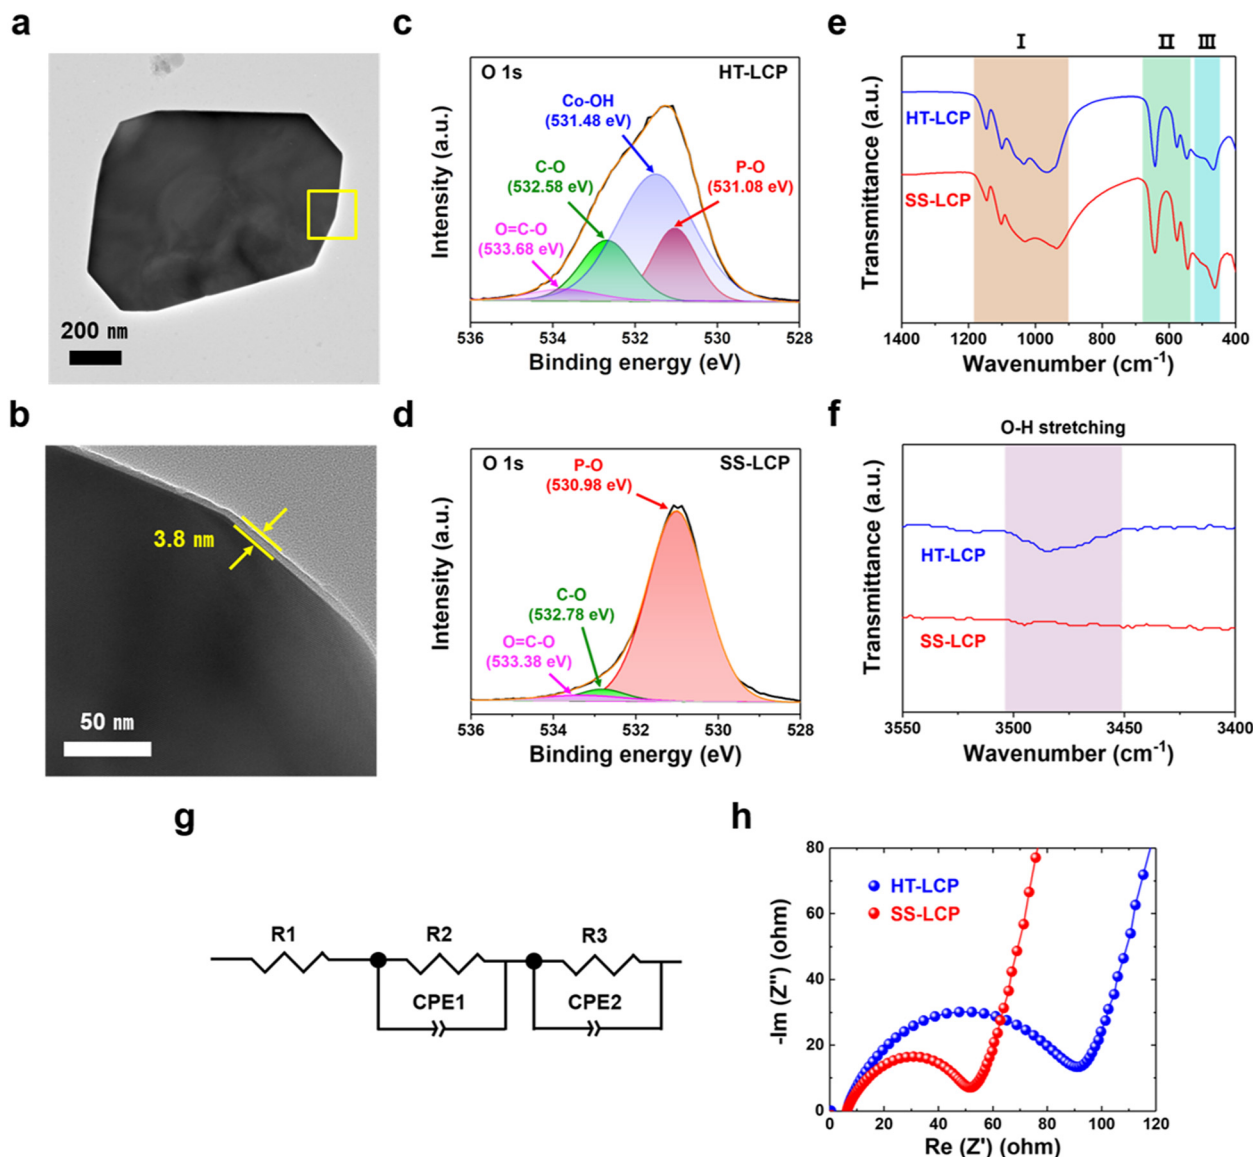 a
200 nm
b
3.8 nm
50 nm
c
O 1s
HT-LCP
Co-OH
(531.48 eV)
C-O
(532.58 eV)
P-O
(531.08 eV)
O=C-O
(533.68 eV)
Intensity (a.u.)
536 534 532 530 528
Binding energy (eV)
d
O 1s
SS-LCP
P-O
(530.98 eV)
C-O
(532.78 eV)
O=C-O
(533.38 eV)
Intensity (a.u.)
536 534 532 530 528
Binding energy (eV)
e
I II III
HT-LCP
SS-LCP
Transmittance (a.u.)
1400 1200 1000 800 600 400
Wavenumber (cm-1)
f
O-H stretching
HT-LCP
SS-LCP
Transmittance (a.u.)
3550 3500 3450 3400
Wavenumber (cm-1)
g
R1 R2 R3
CPE1 CPE2
h
HT-LCP
SS-LCP
-Im (Z'') (ohm)
80
60
40
20
0
0 20 40 60 80 100 120
Re (Z') (ohm)